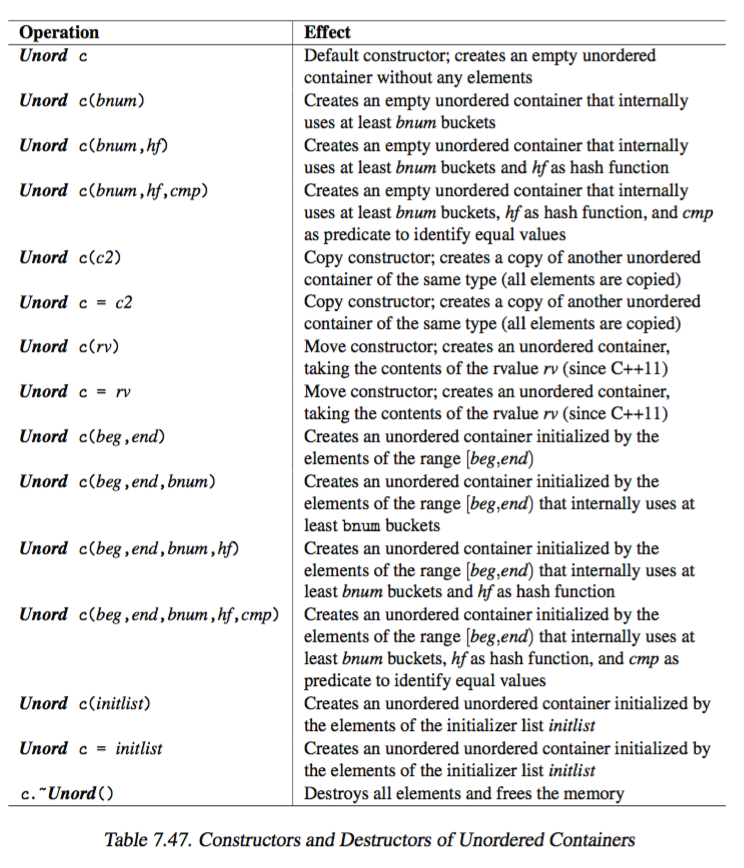 Operation Effect
Unord c Default constructor; creates an empty unordered
container without any elements
Unord c(bnum) Creates an empty unordered container that internally
uses at least bnum buckets
Unord c(bnum,hf) Creates an empty unordered container that internally
uses at least bnum buckets and hf as hash function
Unord c(bnum,hf,cmp) Creates an empty unordered container that internally
uses at least bnum buckets, hf as hash function, and cmp
as predicate to identify equal values
Unord c(c2) Copy constructor; creates a copy of another unordered
container of the same type (all elements are copied)
Unord c = c2 Copy constructor; creates a copy of another unordered
container of the same type (all elements are copied)
Unord c(rv) Move constructor; creates an unordered container,
taking the contents of the rvalue rv (since C++11)
Unord c = rv Move constructor; creates an unordered container,
taking the contents of the rvalue rv (since C++11)
Unord c(beg,end) Creates an unordered container initialized by the
elements of the range [beg,end)
Unord c(beg,end,bnum) Creates an unordered container initialized by the
elements of the range [beg,end) that internally uses at
least bnum buckets
Unord c(beg,end,bnum,hf) Creates an unordered container initialized by the
elements of the range [beg,end) that internally uses at
least bnum buckets and hf as hash function
Unord c(beg,end,bnum,hf,cmp) Creates an unordered container initialized by the
elements of the range [beg,end) that internally uses at
least bnum buckets, hf as hash function, and cmp as
predicate to identify equal values
Unord c(initlist) Creates an unordered unordered container initialized by
the elements of the initializer list initlist
Unord c = initlist Creates an unordered unordered container initialized by
the elements of the initializer list initlist
c.~Unord() Destroys all elements and frees the memory
Table 7.47. Constructors and Destructors of Unordered Containers